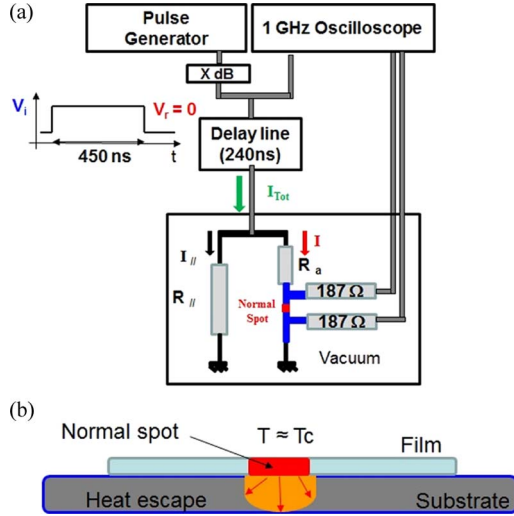 (a)
Pulse
Generator
1 GHz Oscilloscope
X dB
Vi
Vr = 0
450 ns
t
Delay line
(240ns)
ITot
I//
I
R//
Ra
187 Ω
Normal
Spot
187 Ω
Vacuum
(b)
Normal spot
T ≈ Tc
Film
Heat escape
Substrate